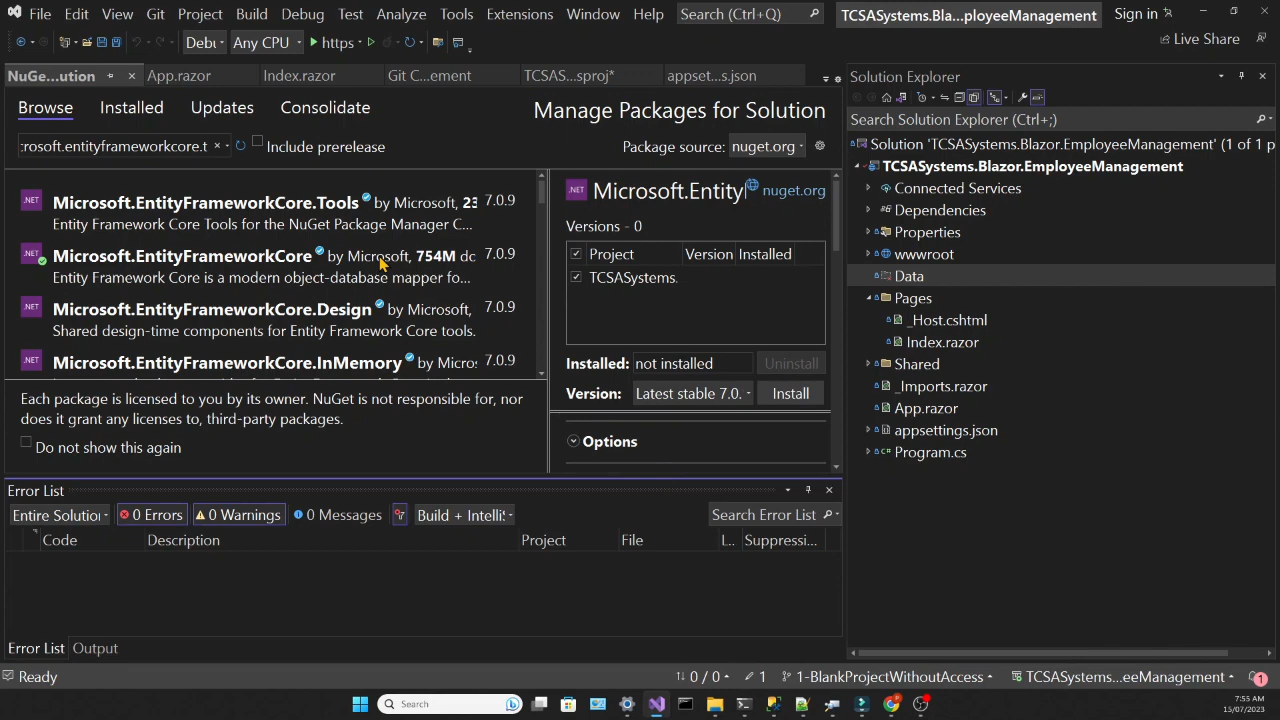 File Edit View Git Project Build Debug Test Analyze Tools Extensions Window Help Search (Ctrl+Q) TCSASystems.Bla...ployeeManagement Sign in
Debu Any CPU https Live Share
NuGe...ution App.razor Index.razor Git C...ement TCSAS...sproj* appset...s.json
Browse Installed Updates Consolidate Manage Packages for Solution
:rosoft.entityframeworkcore.t Include prerelease Package source: nuget.org
.NET Microsoft.EntityFrameworkCore.Tools by Microsoft, 23 7.0.9
Entity Framework Core Tools for the NuGet Package Manager C...
.NET Microsoft.EntityFrameworkCore by Microsoft, 754M dc 7.0.9
Entity Framework Core is a modern object-database mapper fo...
.NET Microsoft.EntityFrameworkCore.Design by Microsoft, 7.0.9
Shared design-time components for Entity Framework Core tools.
.NET Microsoft.EntityFrameworkCore.InMemory by Micros 7.0.9
Each package is licensed to you by its owner. NuGet is not responsible for, nor
does it grant any licenses to, third-party packages.
Do not show this again
.NET Microsoft.Entity nuget.org
Versions - 0
Project Version Installed
TCSASystems.
Installed: not installed Uninstall
Version: Latest stable 7.0. Install
Options
Error List
Entire Solution 0 Errors 0 Warnings 0 Messages Build + Intelli Search Error List
Code Description Project File L.. Suppressi...
Error List Output
Solution Explorer
Search Solution Explorer (Ctrl+;)
Solution 'TCSASystems.Blazor.EmployeeManagement' (1 of 1 p
TCSASystems.Blazor.EmployeeManagement
Connected Services
Dependencies
Properties
wwwroot
Data
Pages
_Host.cshtml
Index.razor
Shared
_Imports.razor
App.razor
appsettings.json
C# Program.cs
Ready 0 / 0 1 1-BlankProjectWithoutAccess TCSASystems...eeManagement 1
Search 7:55 AM
15/07/2023